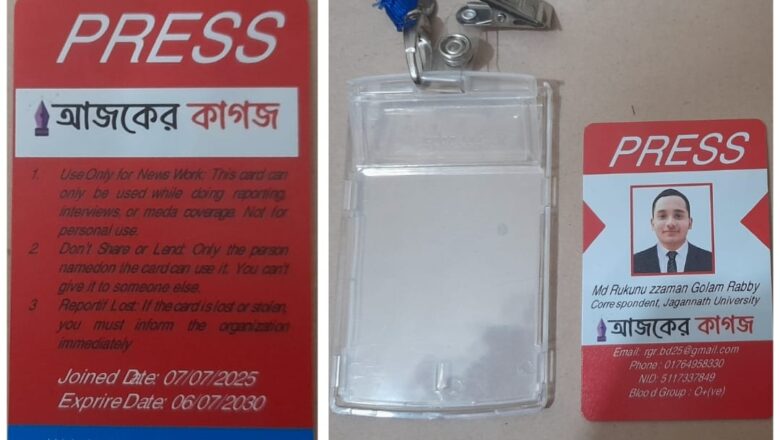 PRESS
আজকের কাগজ
1. Use Only for News Work: This card can
only be used while doing reporting,
interviews, or meda coverage. Not for
personal use.
2. Don't Share or Lend: Only the person
namedon the card can use it. You can't
give it to someone else.
3 Reportif Lost: If the card is lost or stolen,
you must inform the organization
immediately
Joined Date: 07/07/2025
Exprire Date: 06/07/2030
PRESS
Md Rukunu zzaman Golam Rabby
Correspondent, Jagannath University
আজকের কাগজ
Email: rgr.bd25@gmail.com
Phone : 01764958330
NID: 5117337849
Blood Group : O+(ve)